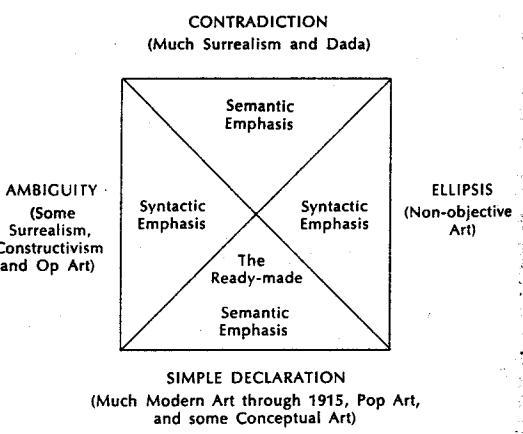 CONTRADICTION
(Much Surrealism and Dada)
Semantic
Emphasis
AMBIGUITY
(Some
Surrealism,
Constructivism
and Op Art)
Syntactic
Emphasis
Syntactic
Emphasis
ELLIPSIS
(Non-objective
Art)
The
Ready-made
Semantic
Emphasis
SIMPLE DECLARATION
(Much Modern Art through 1915, Pop Art,
and some Conceptual Art)